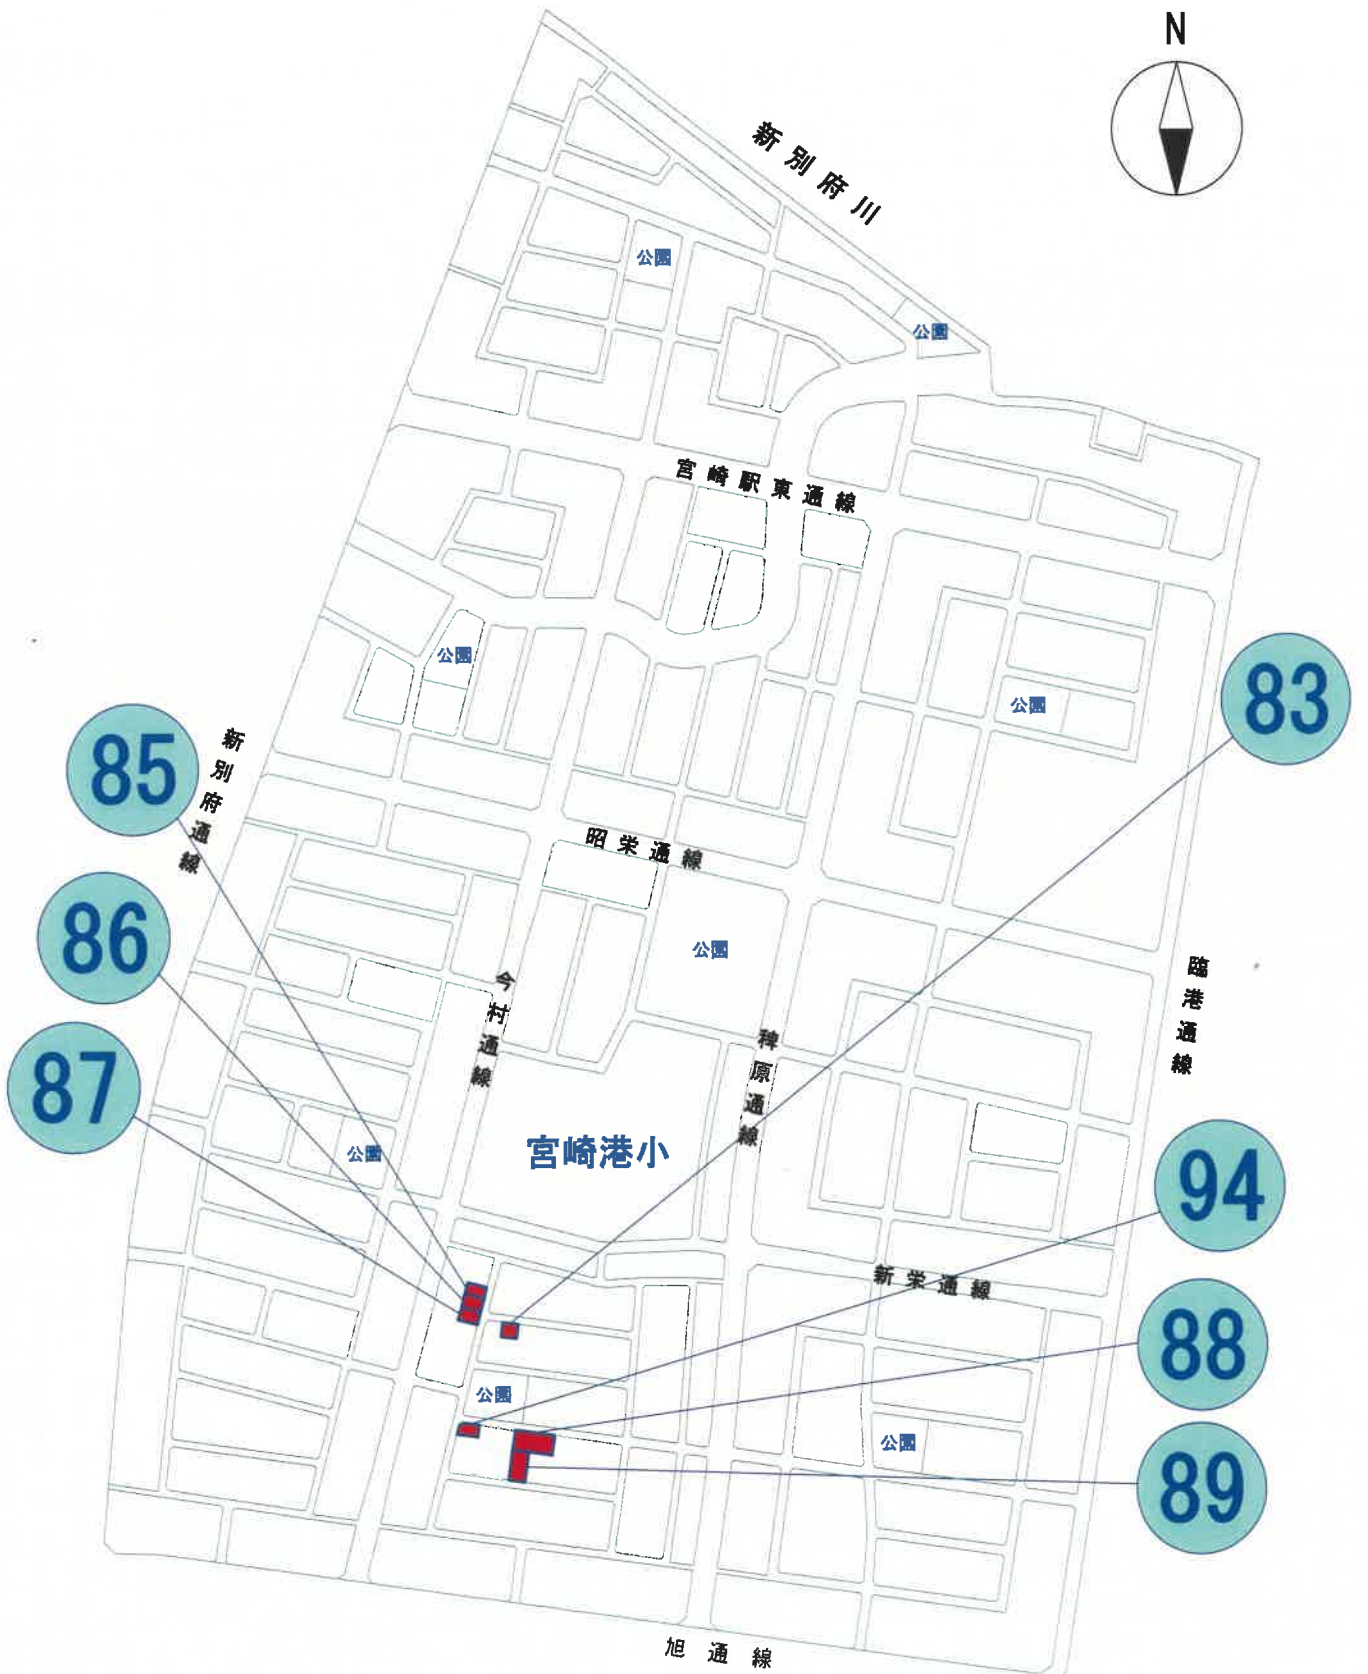 N
新別府川
公園
公園
宮崎駅東通線
公園
公園
83
85
新別府通線
昭栄通線
86
公園
今村通線
臨港通線
稗原通線
87
公園
宮崎港小
94
新栄通線
88
公園
公園
89
旭通線